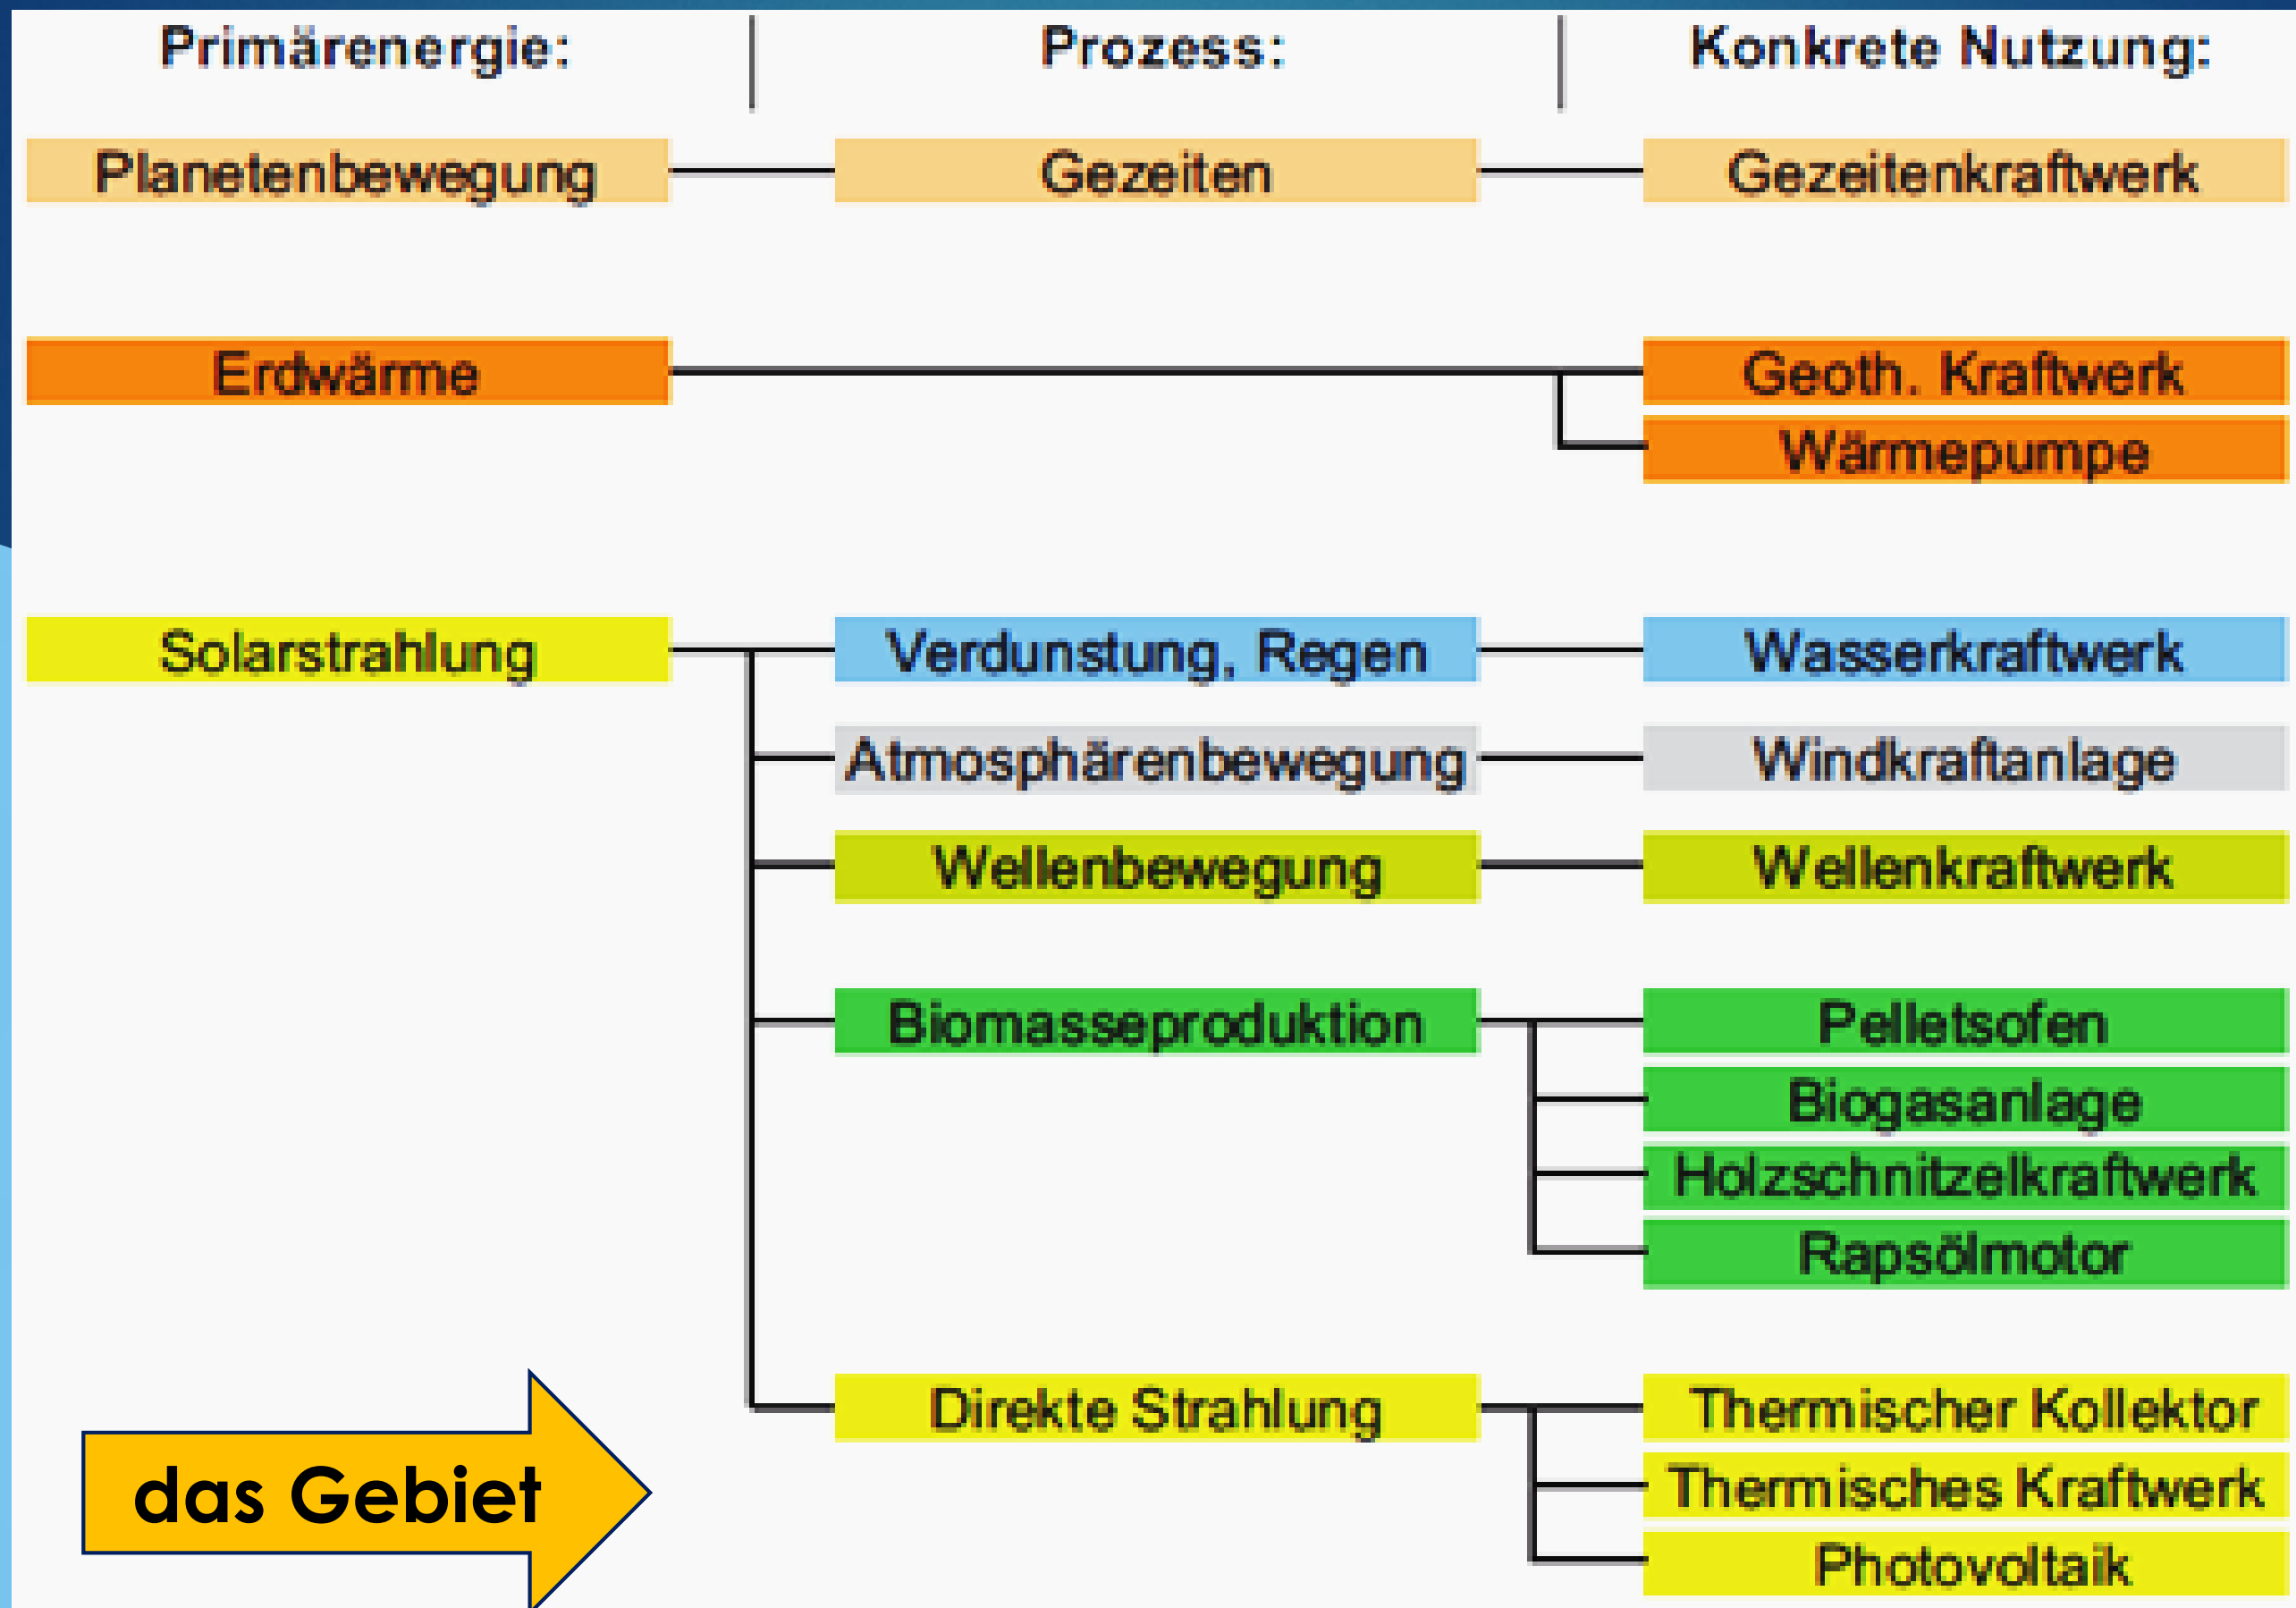 Primärenergie: Prozess: Konkrete Nutzung:
Planetenbewegung Gezeiten Gezeitenkraftwerk
Erdwärme Geoth. Kraftwerk
Wärmepumpe
Solarstrahlung Verdunstung, Regen Wasserkraftwerk
Atmosphärenbewegung Windkraftanlage
Wellenbewegung Wellenkraftwerk
Biomasseproduktion Pelletsofen
Biogasanlage
Holzschnitzelkraftwerk
Rapsölmotor
Direkte Strahlung Thermischer Kollektor
das Gebiet Thermisches Kraftwerk
Photovoltaik